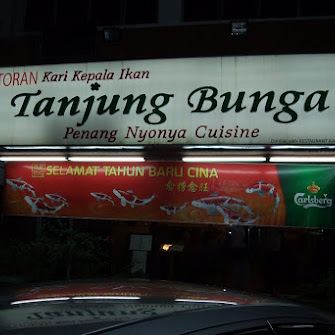 TORAN Kari Kepala Ikan
Tanjung Bunga
Penang Nyonya Cuisine
SELAMAT TAHUN BARU CINA
Carlsberg